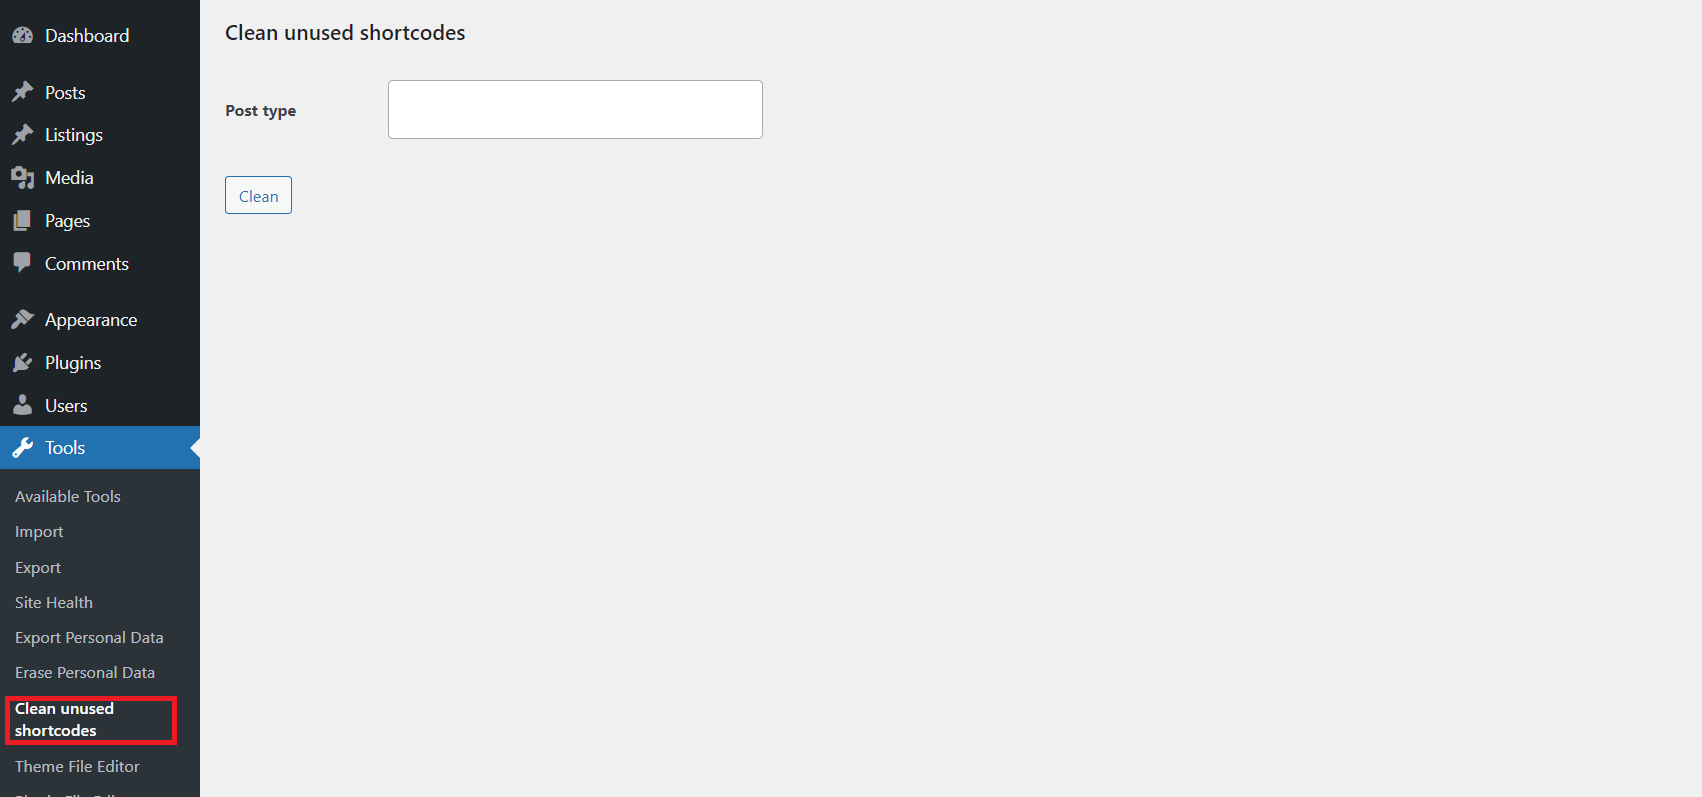 Dashboard
Posts
Listings
Media
Pages
Comments
Appearance
Plugins
Users
Tools
Available Tools
Import
Export
Site Health
Export Personal Data
Erase Personal Data
Clean unused
shortcodes
Theme File Editor
Clean unused shortcodes
Post type
Clean